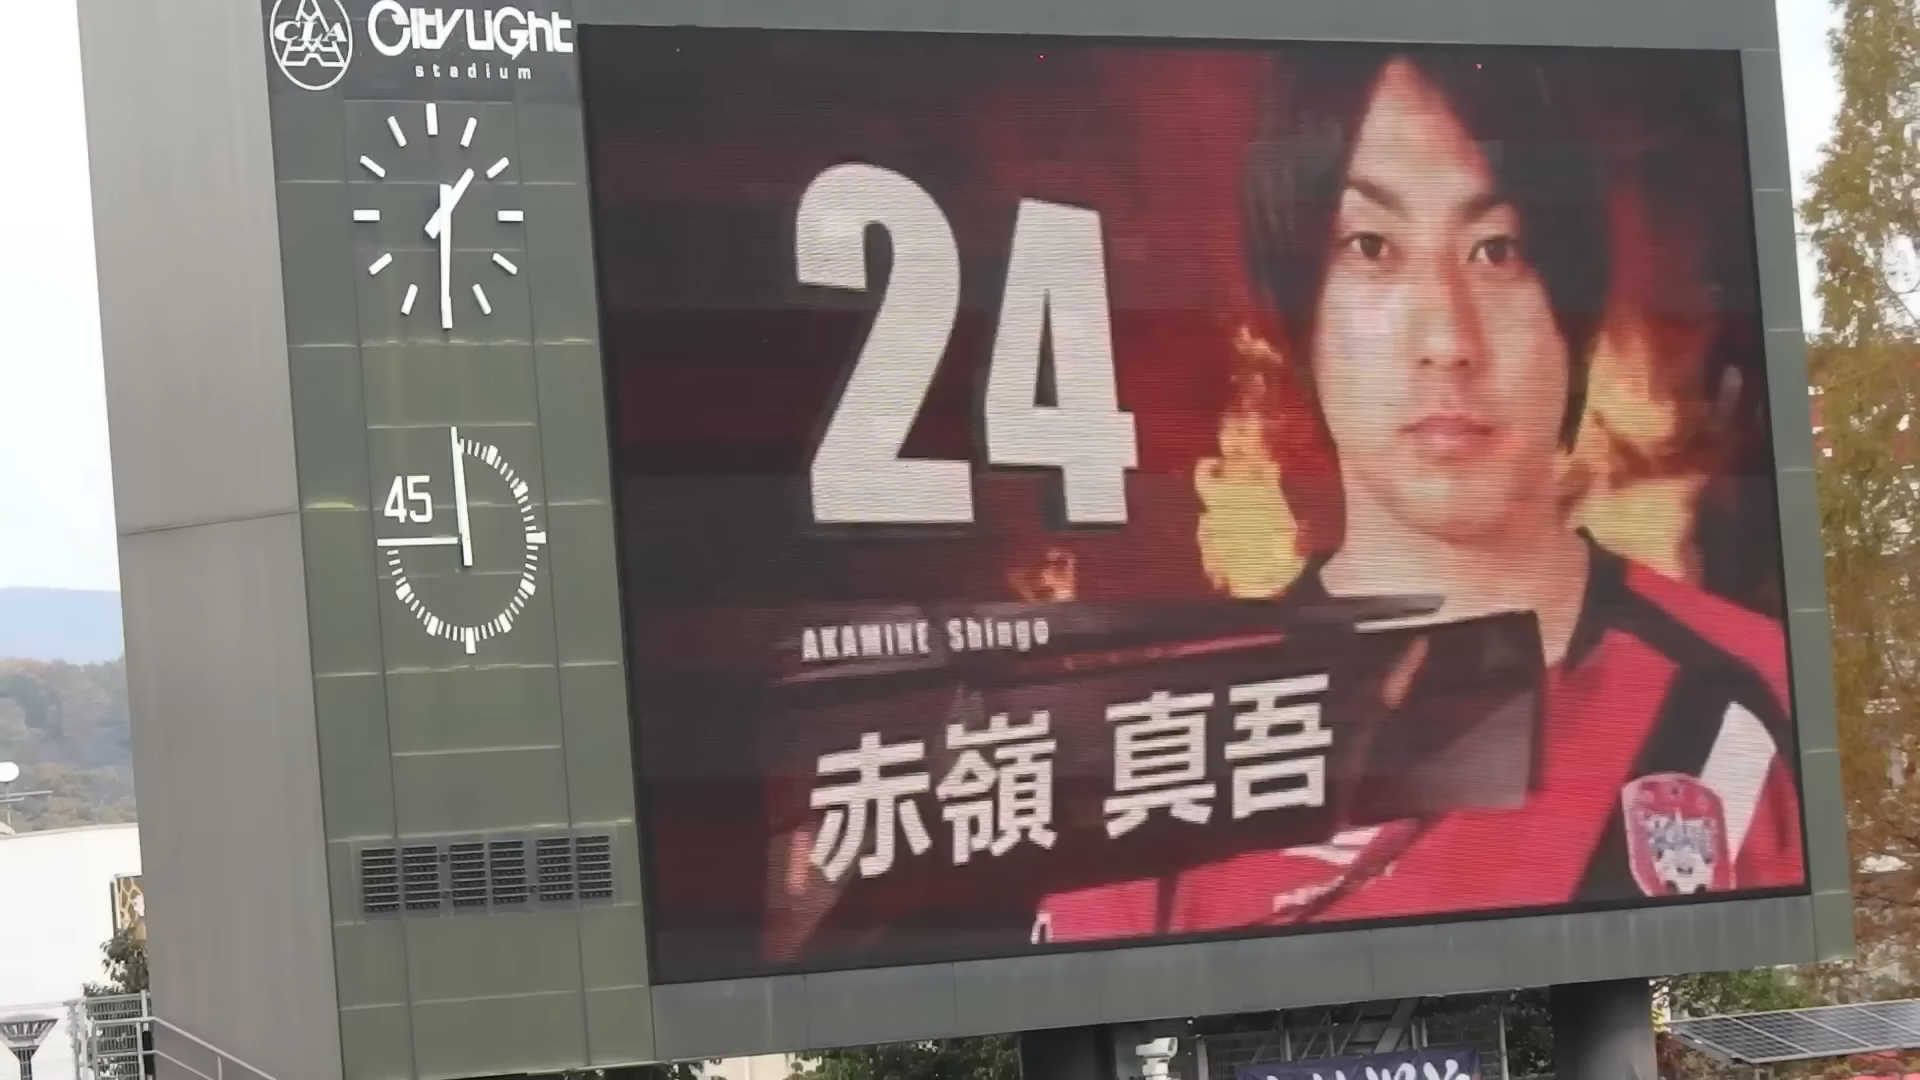 CLA
CityLight
stadium
45
24
AKAMINE Shingo
赤嶺 真吾